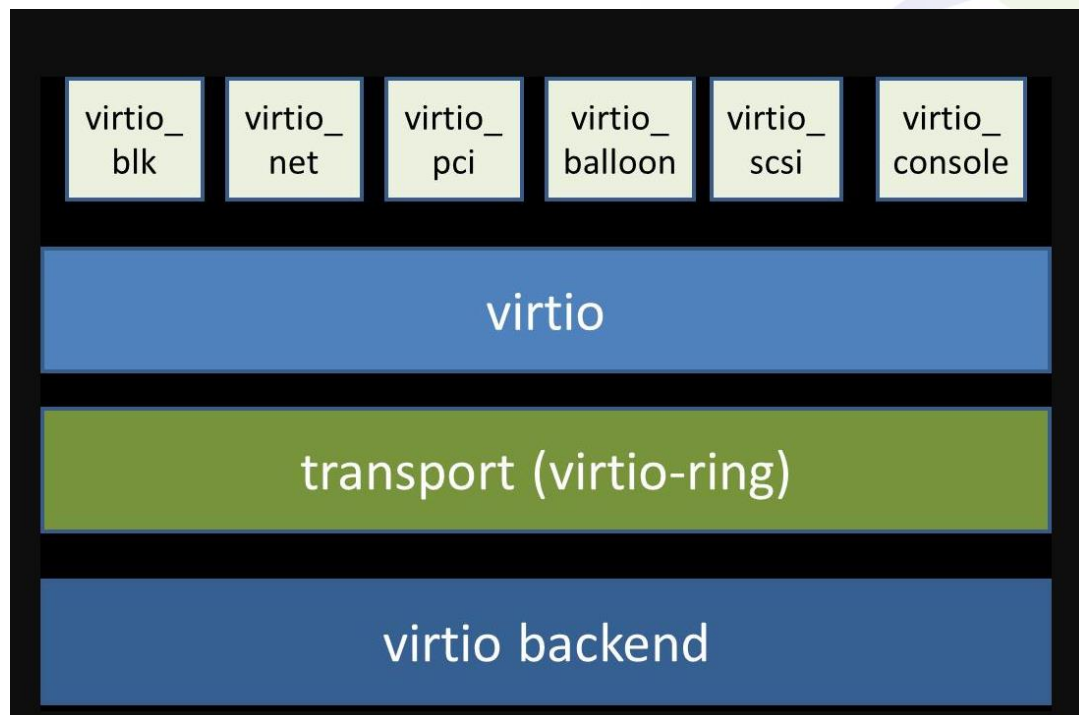 virtio_ virtio_ virtio_ virtio_ virtio_ virtio_
blk net pci balloon scsi console
virtio
transport (virtio-ring)
virtio backend